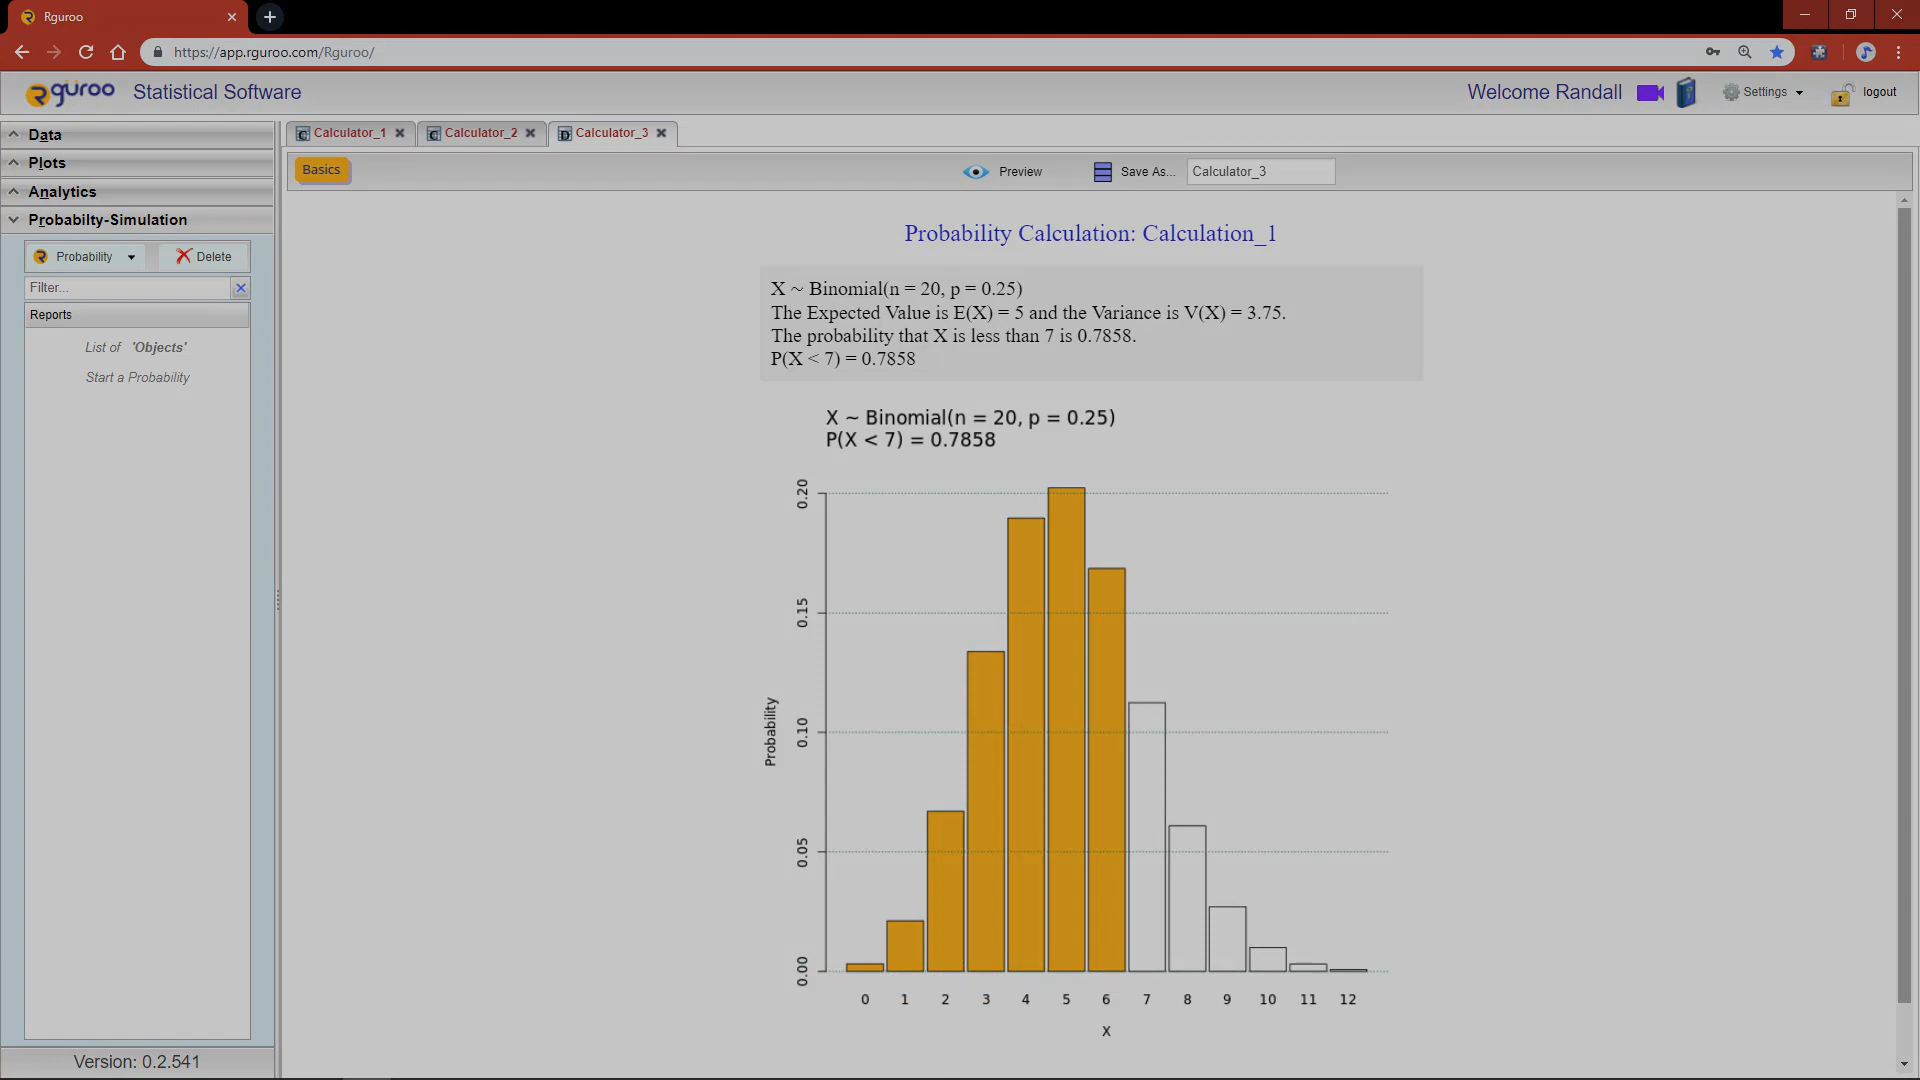 Rguroo
https://app.rguroo.com/Rguroo/
Rguroo Statistical Software
Welcome Randall
Settings
logout
Data
Plots
Analytics
Probabilty-Simulation
Probability
Delete
Filter...
Reports
List of 'Objects'
Start a Probability
Version: 0.2.541
Calculator_1
Calculator_2
Calculator_3
Basics
Preview
Save As...
Calculator_3
Probability Calculation: Calculation_1
X ~ Binomial(n = 20, p = 0.25)
The Expected Value is E(X) = 5 and the Variance is V(X) = 3.75.
The probability that X is less than 7 is 0.7858.
P(X < 7) = 0.7858
X ~ Binomial(n = 20, p = 0.25)
P(X < 7) = 0.7858
0.20
0.15
0.10
0.05
0.00
Probability
0 1 2 3 4 5 6 7 8 9 10 11 12
X